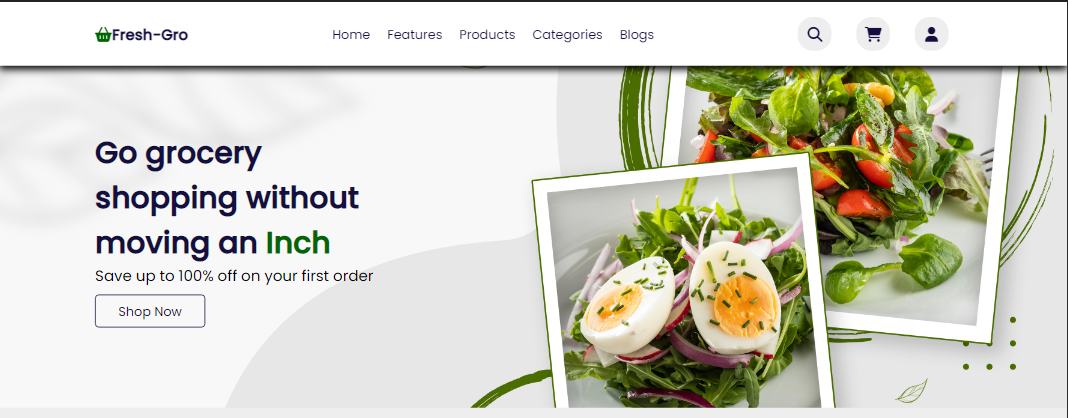 Fresh-Gro
Home Features Products Categories Blogs
Go grocery
shopping without
moving an Inch
Save up to 100% off on your first order
Shop Now